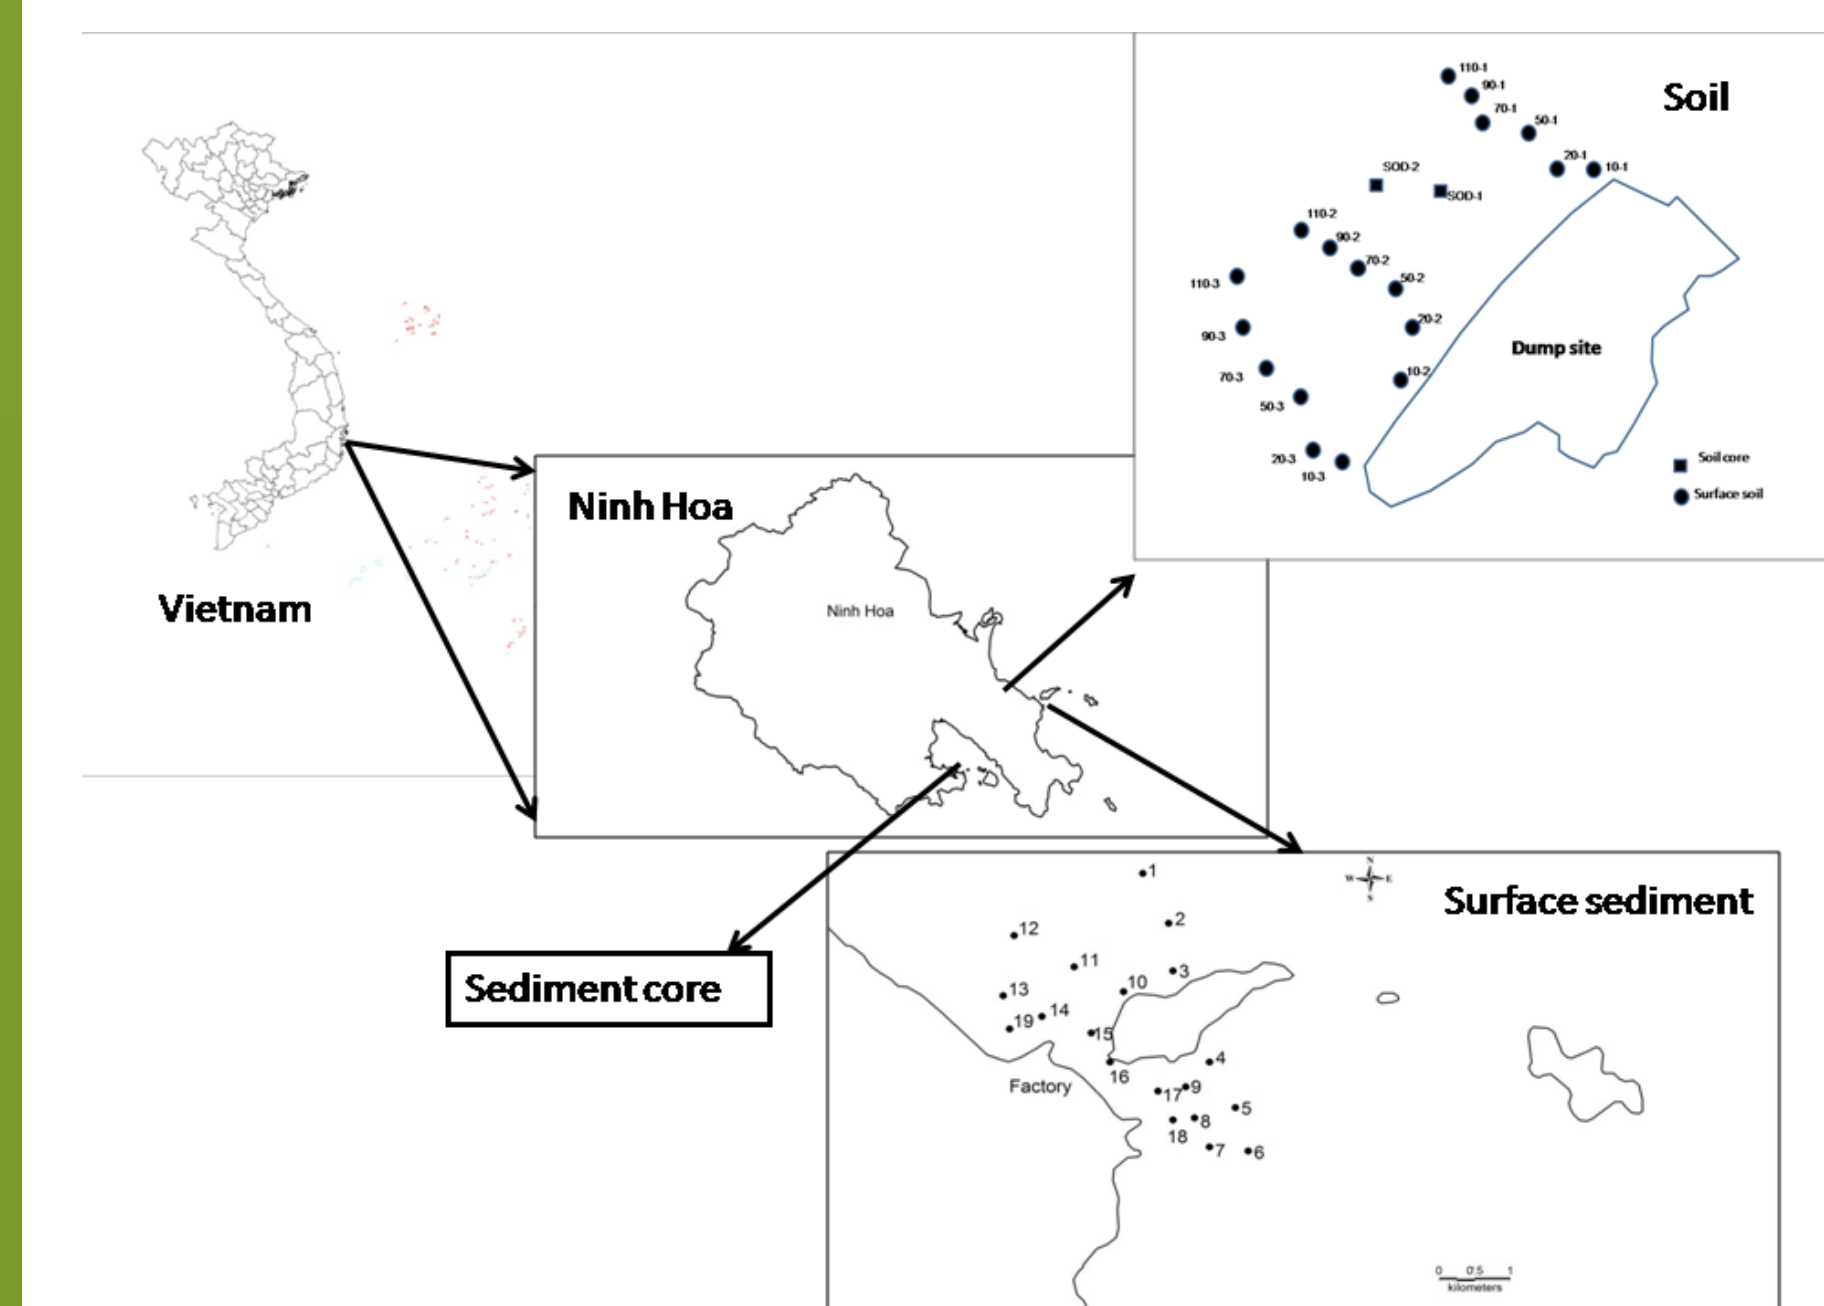 Vietnam
Ninh Hoa
Ninh Hoa
Soil
110-1
90-1
70-1
50-1
20-1
10-1
SOD-2
SOD-1
110-2
90-2
70-2
50-2
20-2
10-2
110-3
90-3
70-3
50-3
20-3
10-3
Dump site
Soil core
Surface soil
Sediment core
Surface sediment
N
W
E
S
1
2
12
11
3
10
13
14
19
15
16
4
Factory
17
9
5
8
18
7
6
0 0.5 1
kilometers